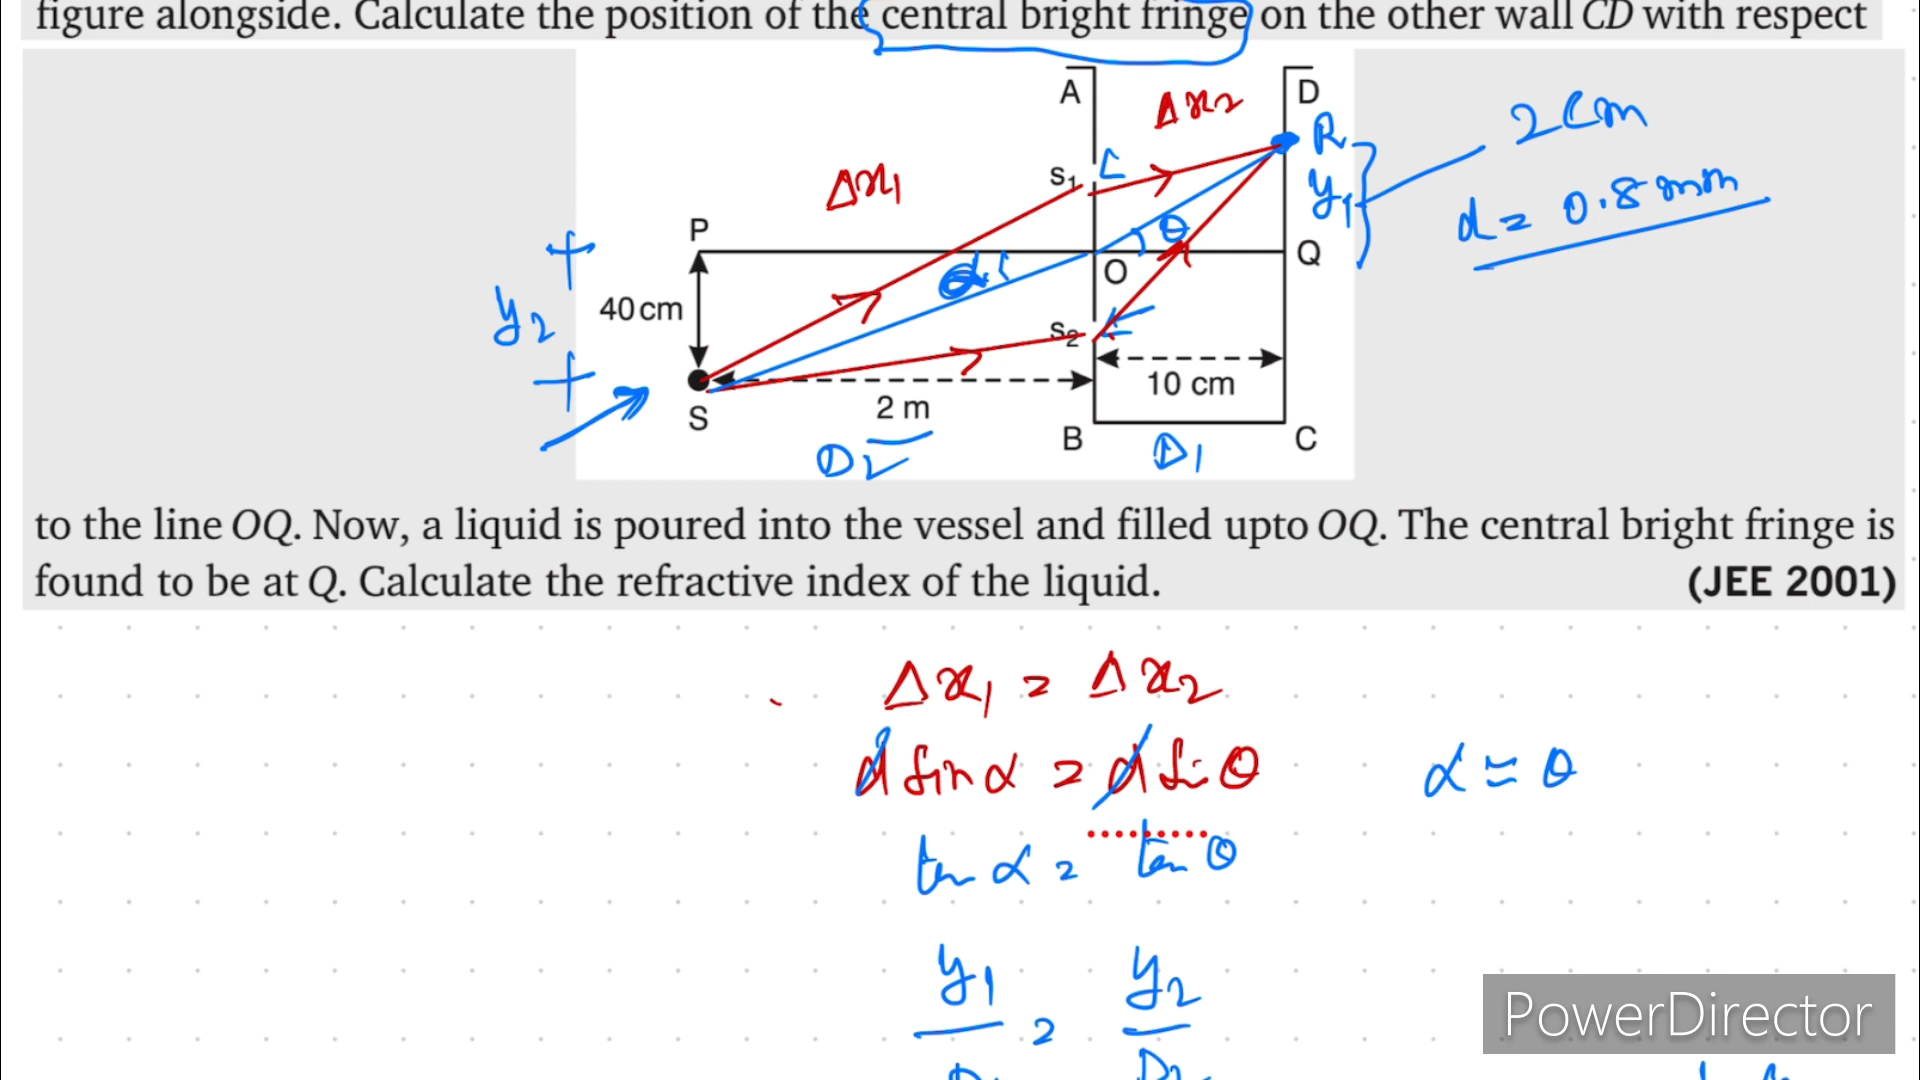 figure alongside. Calculate the position of the central bright fringe on the other wall CD with respect
A
D
Δx2
R
2 cm
Δx1
S1
y1
d = 0.8 mm
P
θ
Q
α
O
y2
40 cm
S2
10 cm
S
2 m
B
C
D2
D1
to the line OQ. Now, a liquid is poured into the vessel and filled upto OQ. The central bright fringe is
found to be at Q. Calculate the refractive index of the liquid. (JEE 2001)
Δx1 = Δx2
d sin α = d sin θ
α ≃ θ
tan α = tan θ
y1 = y2
PowerDirector